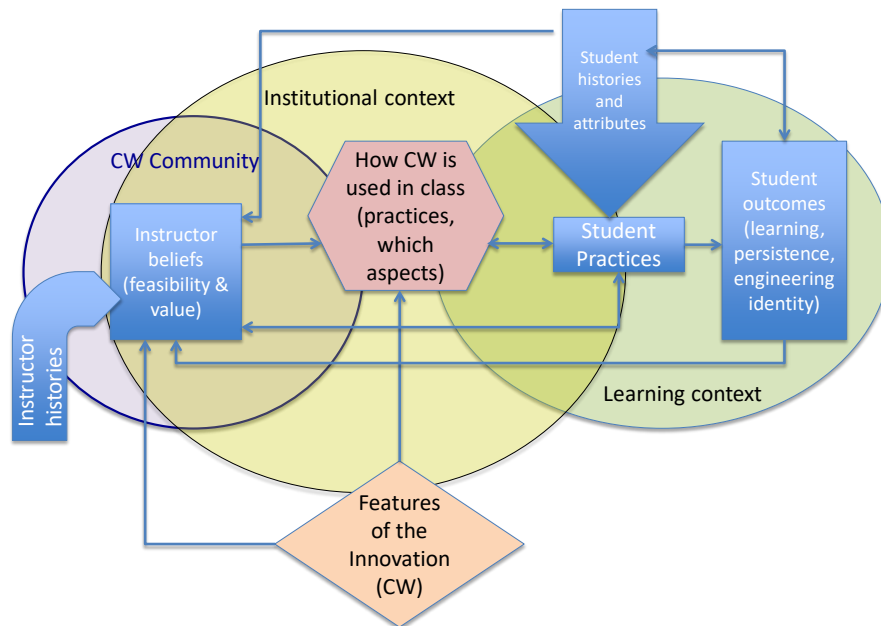 Student
histories
and
attributes
Institutional context
CW Community
How CW is
used in class
(practices,
which
aspects)
Instructor
beliefs
(feasibility &
value)
Student
Practices
Student
outcomes
(learning,
persistence,
engineering
identity)
Instructor
histories
Learning context
Features
of the
Innovation
(CW)